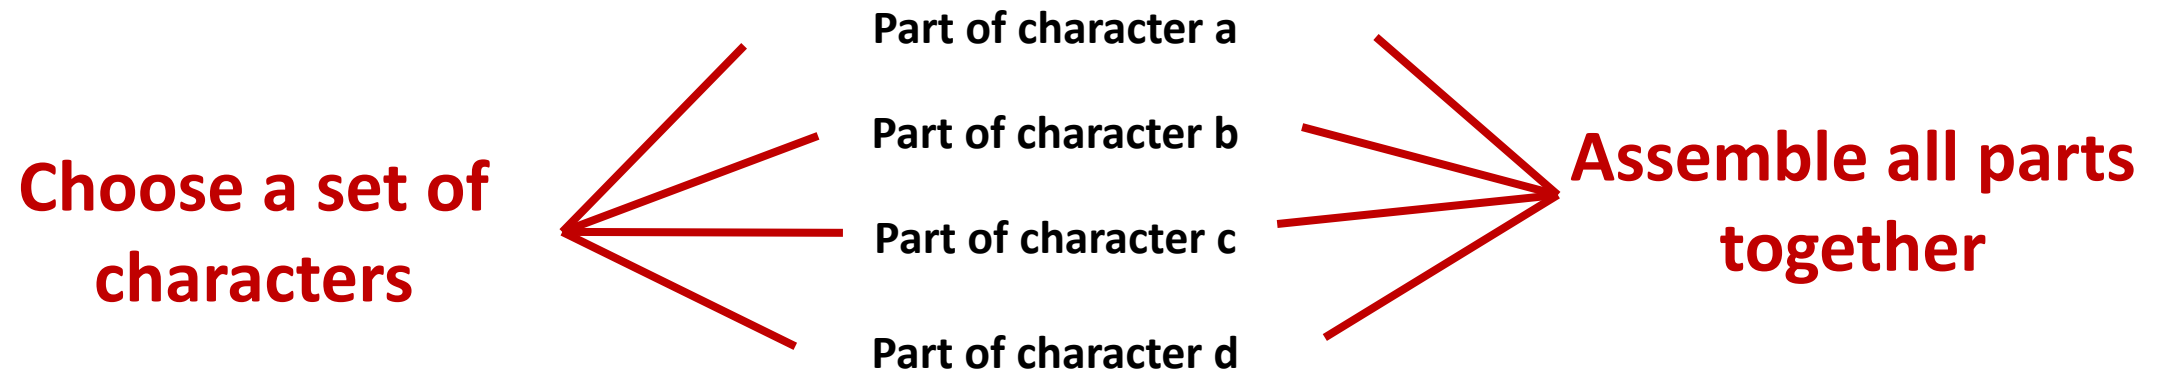 Choose a set of
characters
Part of character a
Part of character b
Part of character c
Part of character d
Assemble all parts
together